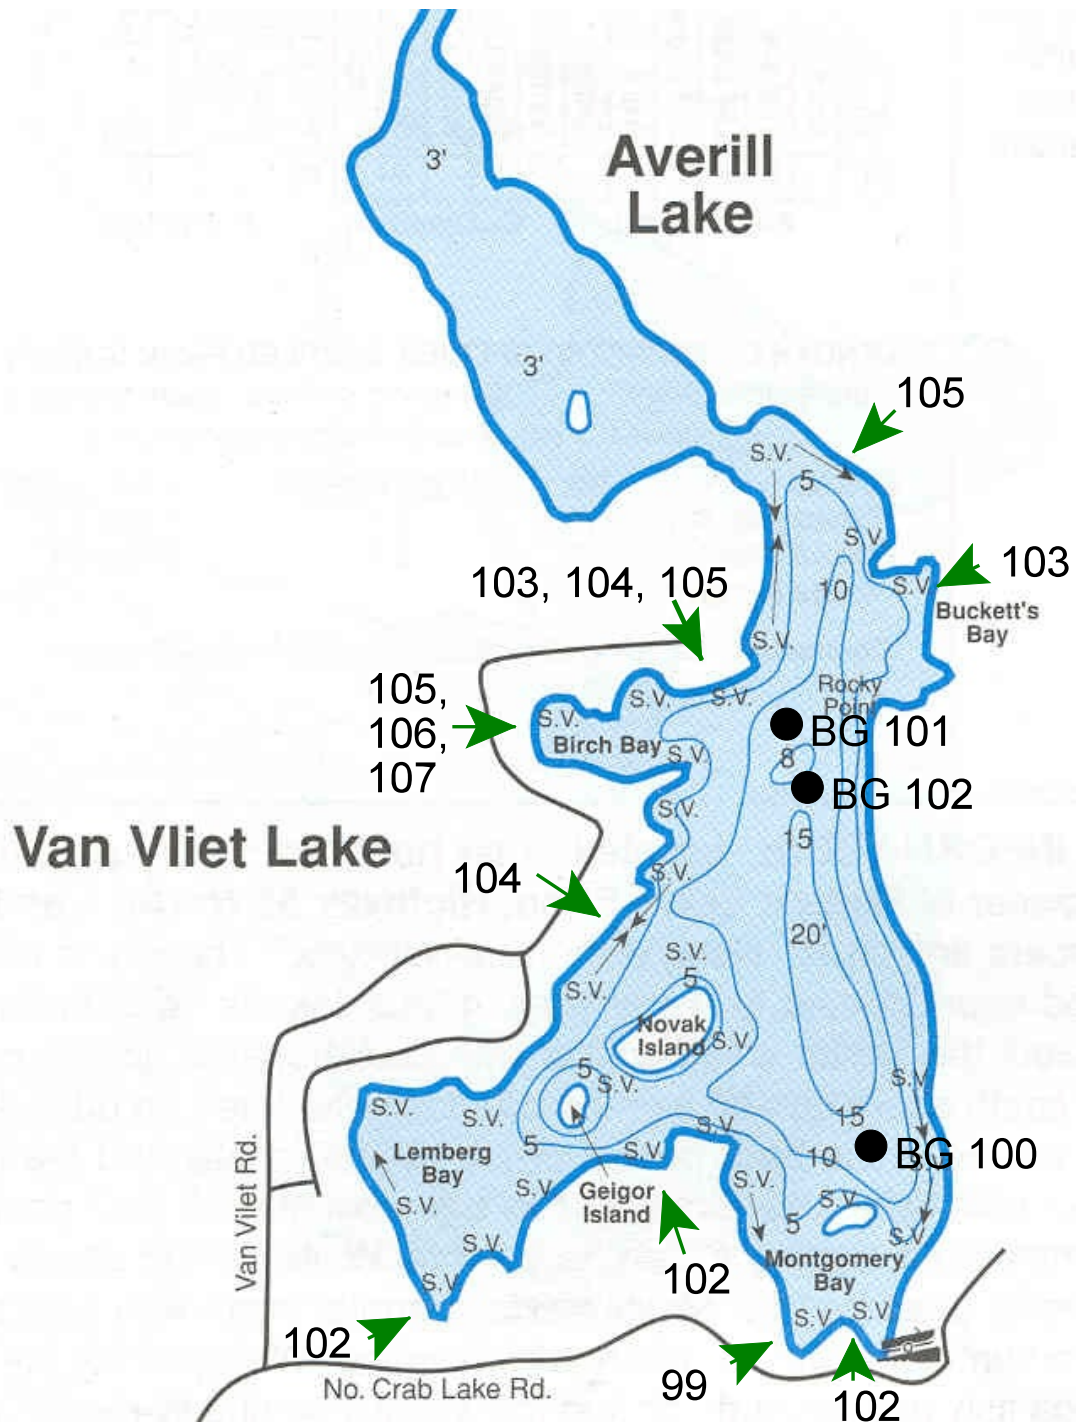 3'
Averill
Lake
3'
105
S.V.
5
S.V.
103, 104, 105
10
S.V.
103
Buckett's
Bay
S.V.
105,
106,
107
S.V.
S.V.
S.V.
Rocky
Point
Birch Bay
S.V.
BG 101
8
BG 102
S.V.
15
Van Vliet Lake
104
S.V.
20'
S.V.
5
S.V.
Novak
Island
S.V.
5
S.V.
S.V.
S.V.
S.V.
15
S.V.
5
Lemberg
Bay
S.V.
10
BG 100
S.V.
S.V.
Geigor
Island
S.V.
S.V.
S.V.
5
S.V.
S.V.
Van Vilet Rd.
S.V.
102
Montgomery
Bay
S.V.
S.V.
S.V.
102
99
102
No. Crab Lake Rd.